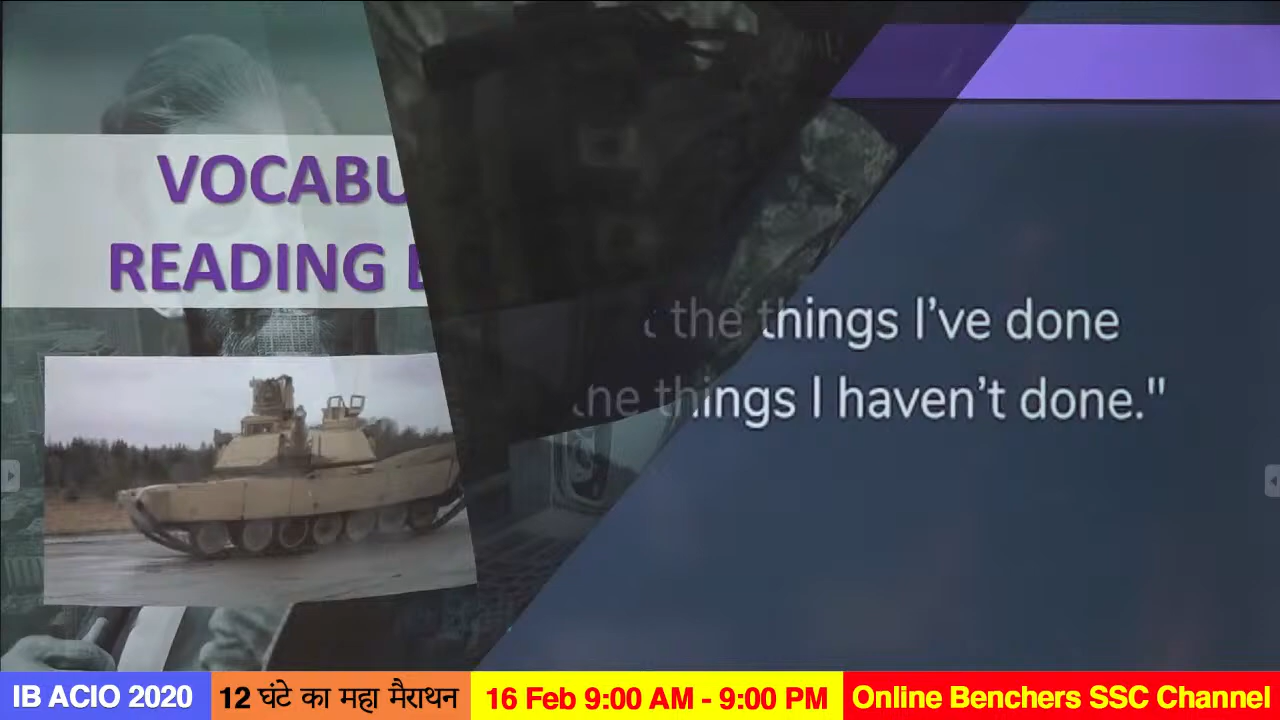 VOCABU
READING
the things I've done
things I haven't done."
IB ACIO 2020
12 घंटे का महा मैराथन
16 Feb 9:00 AM - 9:00 PM
Online Benchers SSC Channel